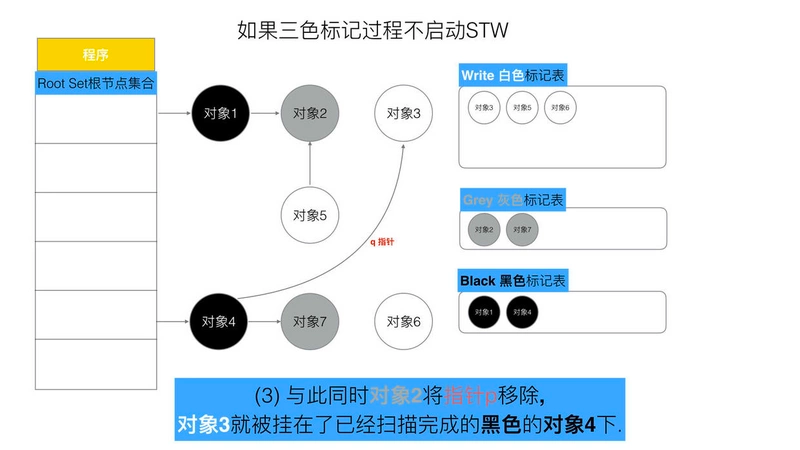 如果三色标记过程不启动STW
程序
Root Set根节点集合
对象1
对象2
对象3
对象5
q 指针
对象4
对象7
对象6
Write 白色标记表
对象3
对象5
对象6
Grey 灰色标记表
对象2
对象7
Black 黑色标记表
对象1
对象4
(3) 与此同时对象2将指针p移除,
对象3就被挂在了已经扫描完成的黑色的对象4下.